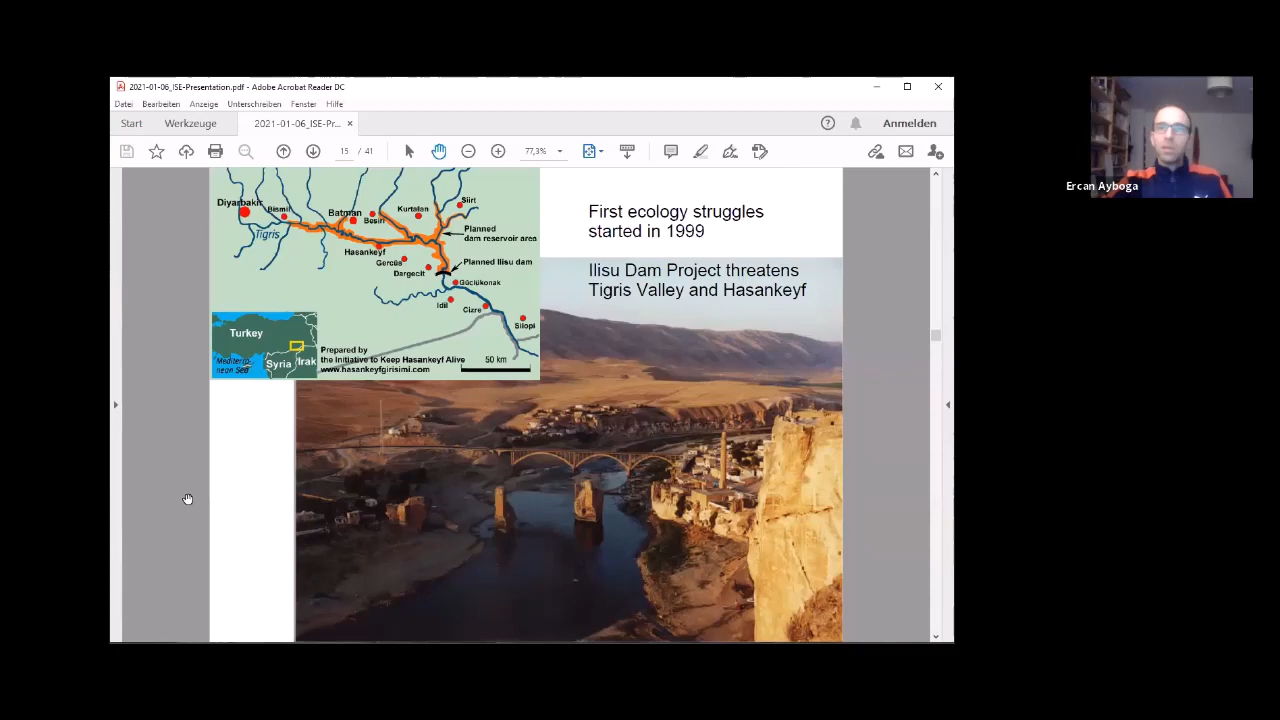 2021-01-06_ISE-Presentation.pdf - Adobe Acrobat Reader DC
Datei Bearbeiten Anzeige Unterschreiben Fenster Hilfe
Start Werkzeuge 2021-01-06_ISE-Pr... Anmelden
15 / 41 77,3%
First ecology struggles
started in 1999
Ilisu Dam Project threatens
Tigris Valley and Hasankeyf
Siirt
Diyarbakir
Bismil
Batman
Besiri
Kurtalan
Tigris
Planned
dam reservoir area
Hasankeyf
Gercüs
Dargecit
Planned Ilisu dam
Güclükonak
Idil
Cizre
Silopi
Turkey
Mediterra-
nean Sea
Syria
Irak
Prepared by
the Initiative to Keep Hasankeyf Alive
www.hasankeyfgirisimi.com
50 km
Ercan Ayboga